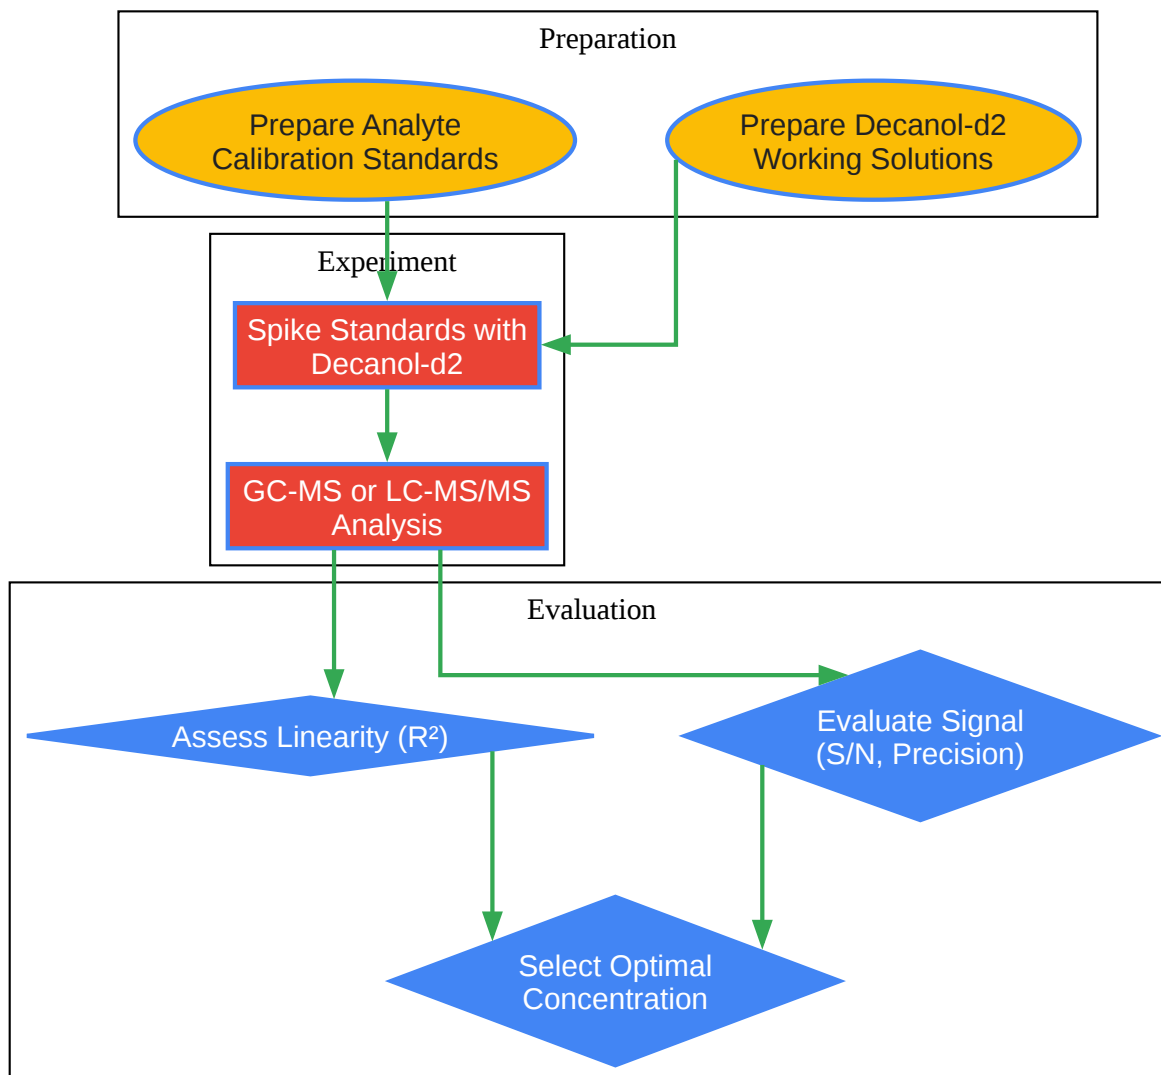 Preparation
Prepare Analyte
Calibration Standards
Prepare Decanol-d2
Working Solutions
Experiment
Spike Standards with
Decanol-d2
GC-MS or LC-MS/MS
Analysis
Evaluation
Assess Linearity (R²)
Evaluate Signal
(S/N, Precision)
Select Optimal
Concentration